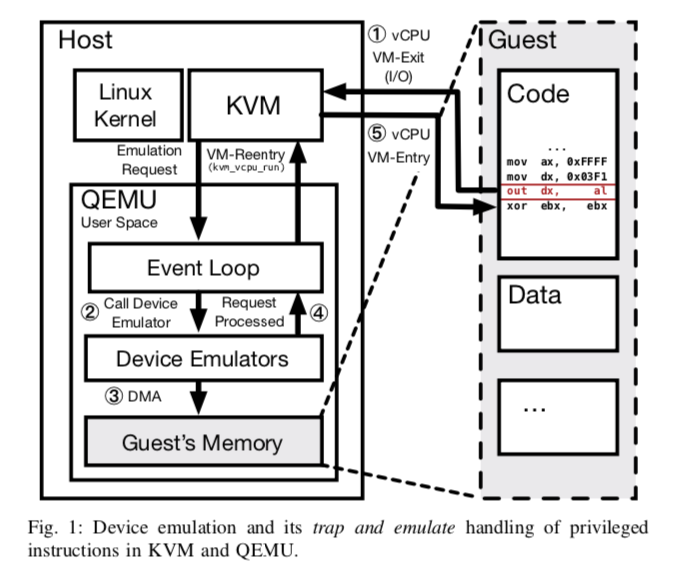 Host
Linux
Kernel
KVM
① vCPU
VM-Exit
(I/O)
⑤ vCPU
VM-Entry
Emulation
Request
VM-Reentry
(kvm_vcpu_run)
QEMU
User Space
Event Loop
② Call Device
Emulator
Request
Processed
④
Device Emulators
③ DMA
Guest's Memory
Guest
Code
...
mov ax, 0xFFFF
mov dx, 0x03F1
out dx, al
xor ebx, ebx
Data
...
Fig. 1: Device emulation and its trap and emulate handling of privileged
instructions in KVM and QEMU.